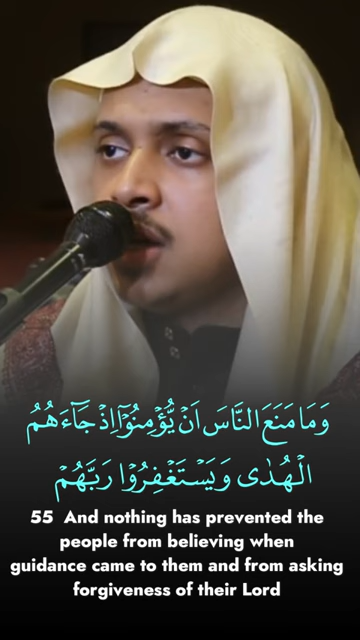 وَمَا مَنَعَ النَّاسَ اَنْ يُّؤْمِنُوْٓا اِذْ جَآءَهُمُ
الْهُدٰى وَيَسْتَغْفِرُوْا رَبَّهُمْ
55 And nothing has prevented the
people from believing when
guidance came to them and from asking
forgiveness of their Lord